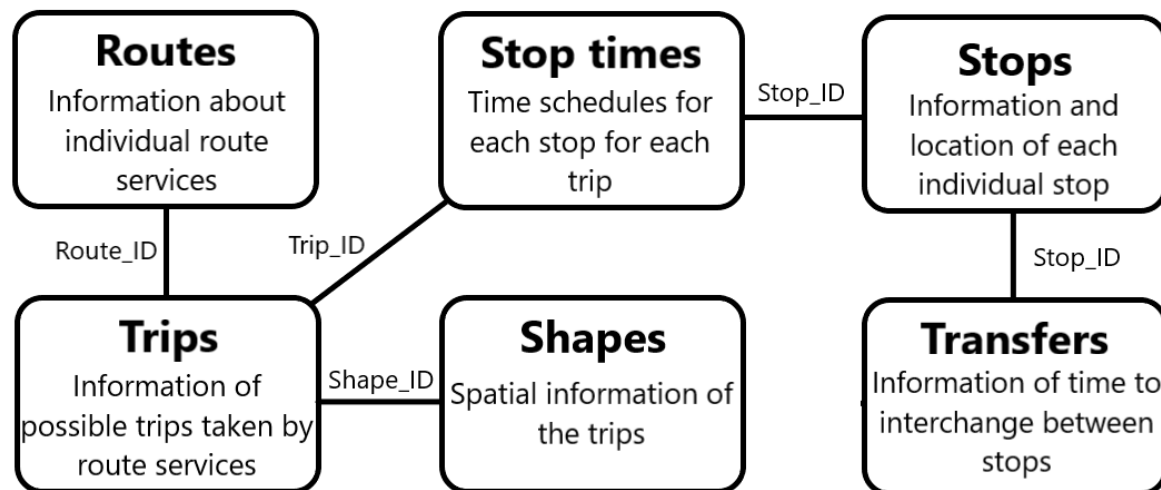 Routes
Information about
individual route
services
Stop times
Time schedules for
each stop for each
trip
Stop_ID
Stops
Information and
location of each
individual stop
Route_ID
Trip_ID
Stop_ID
Trips
Information of
possible trips taken by
route services
Shape_ID
Shapes
Spatial information of
the trips
Transfers
Information of time to
interchange between
stops